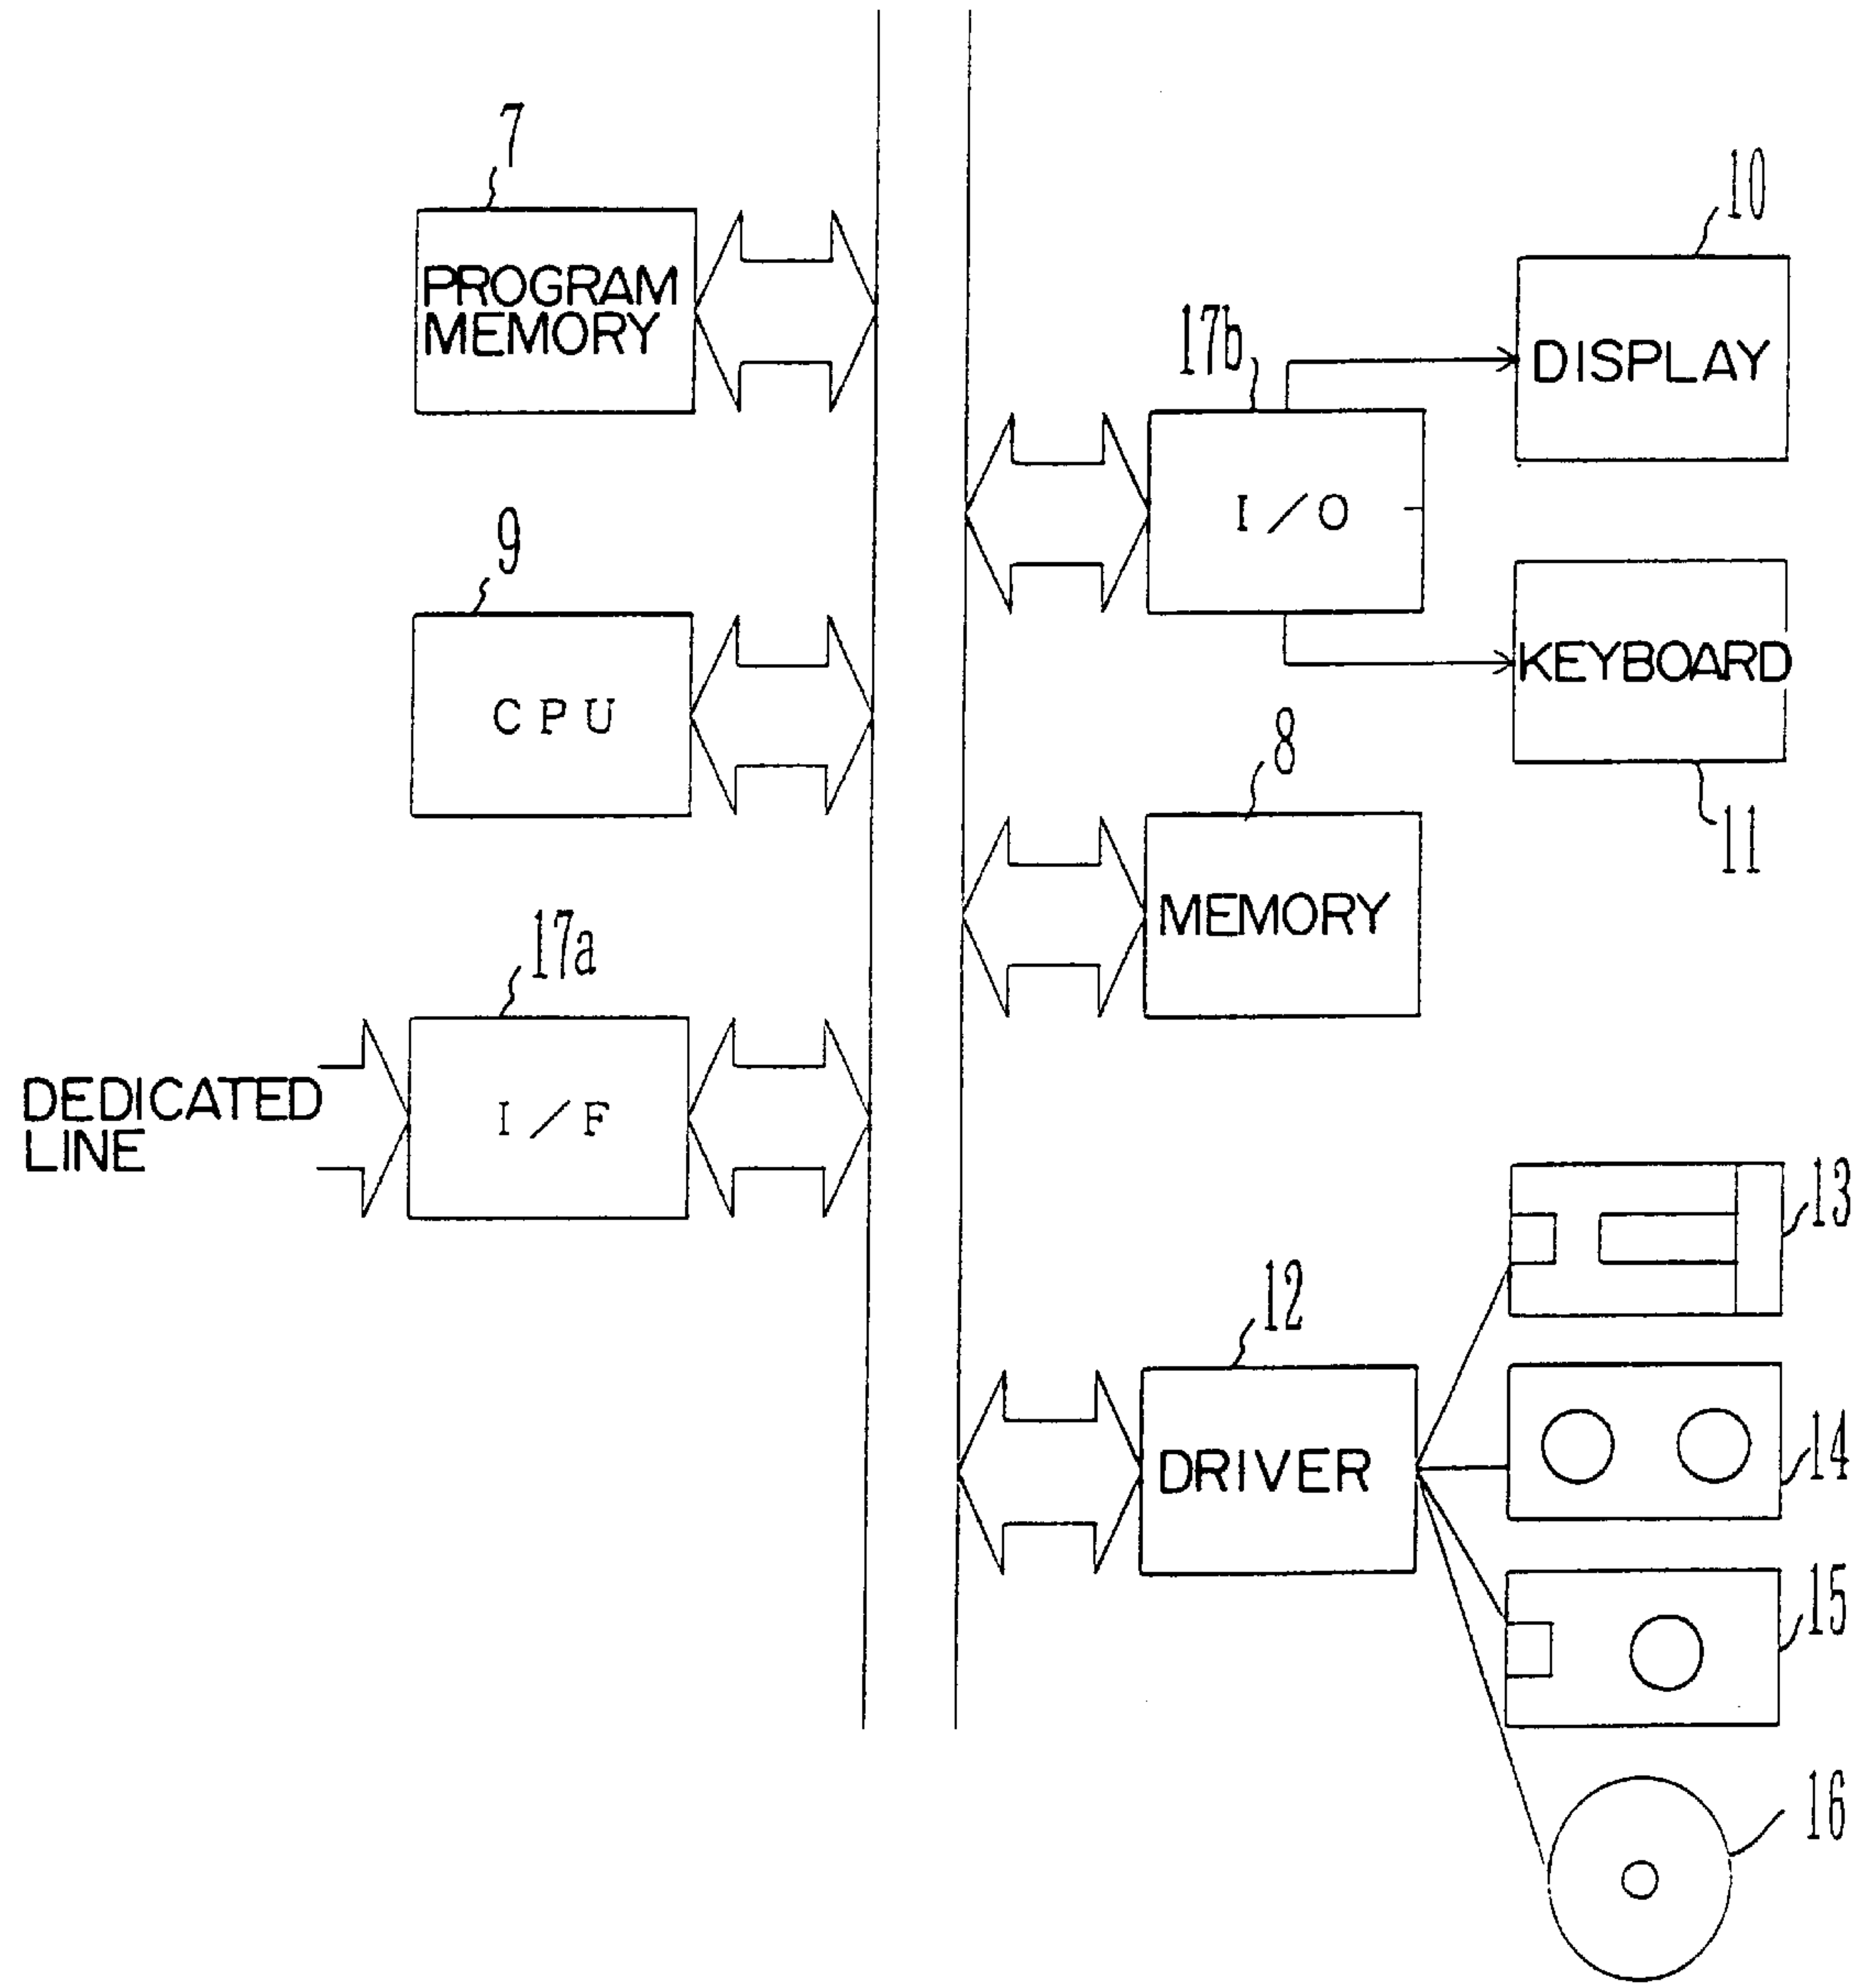 7
PROGRAM
MEMORY
10
DISPLAY
17b
I/O
9
CPU
KEYBOARD
11
8
MEMORY
17a
DEDICATED
LINE
I/F
13
12
DRIVER
14
15
16